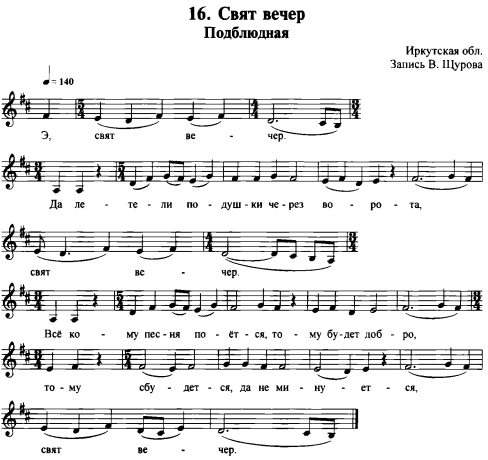 16. Свят вечер
Подблюдная
Иркутская обл.
Запись В. Щурова
♩ = 140
Э, свят ве - чер.
Да ле - те - ли по - душ - ки че - рез во - ро - та,
свят ве - чер.
Всё ко - му пес - ня по - ёт - ся, то - му бу - дет доб - ро,
то - му сбу - дет - ся, да не ми - ну - ет - ся,
свят ве - чер.